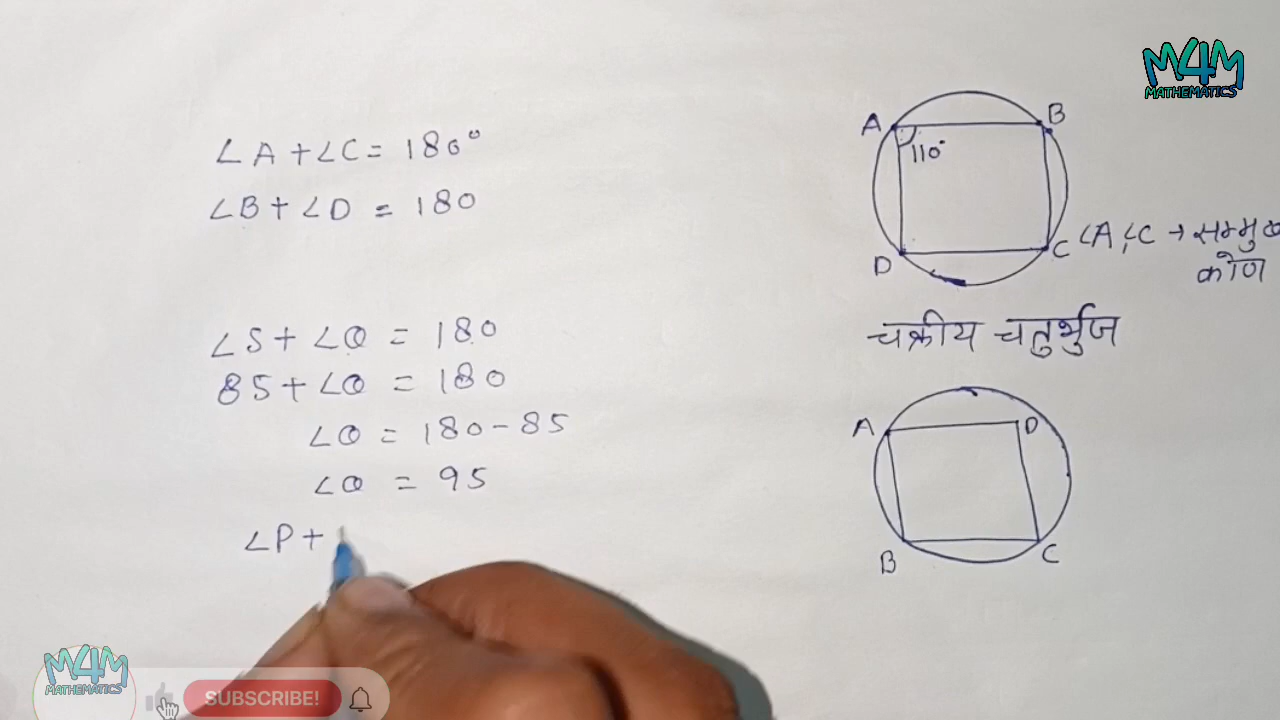 ∠A+∠C= 180°
∠B+ ∠D = 180
∠S+ ∠Q = 180
85+∠Q = 180
∠Q = 180-85
∠Q = 95
∠P+
M4M
MATHEMATICS
A
B
110°
D
C
∠A,∠C → सम्मुख
कोण
चक्रीय चतुर्भुज
A
D
B
C
M4M
MATHEMATICS
SUBSCRIBE!